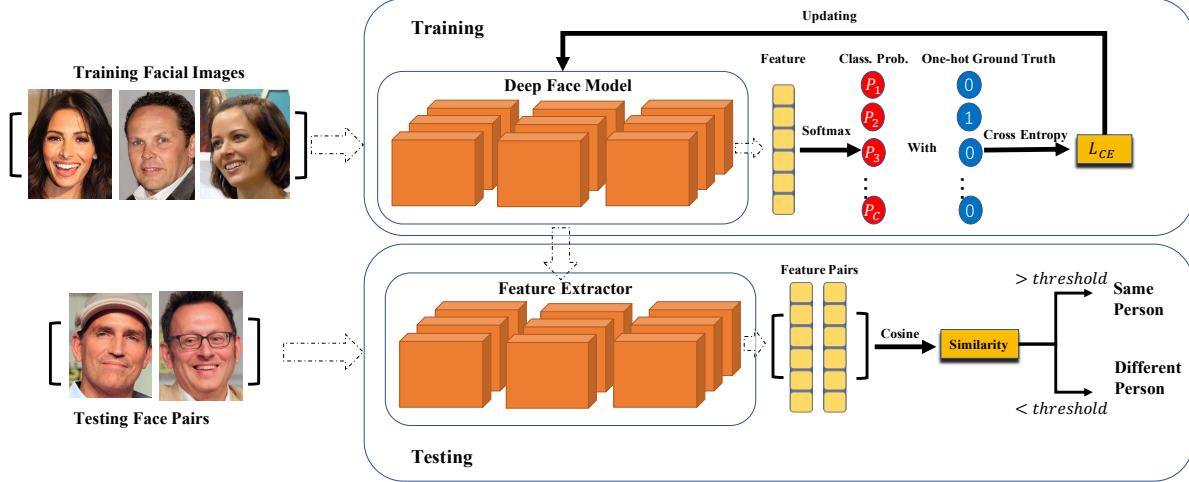 Updating
Training
Training Facial Images
Deep Face Model
Feature
Class. Prob.
One-hot Ground Truth
P1
0
P2
1
Softmax
P3
With
0
Cross Entropy
LCE
⋮
⋮
PC
0
Testing Face Pairs
Feature Extractor
Feature Pairs
Cosine
Similarity
> threshold
Same
Person
Different
Person
< threshold
Testing